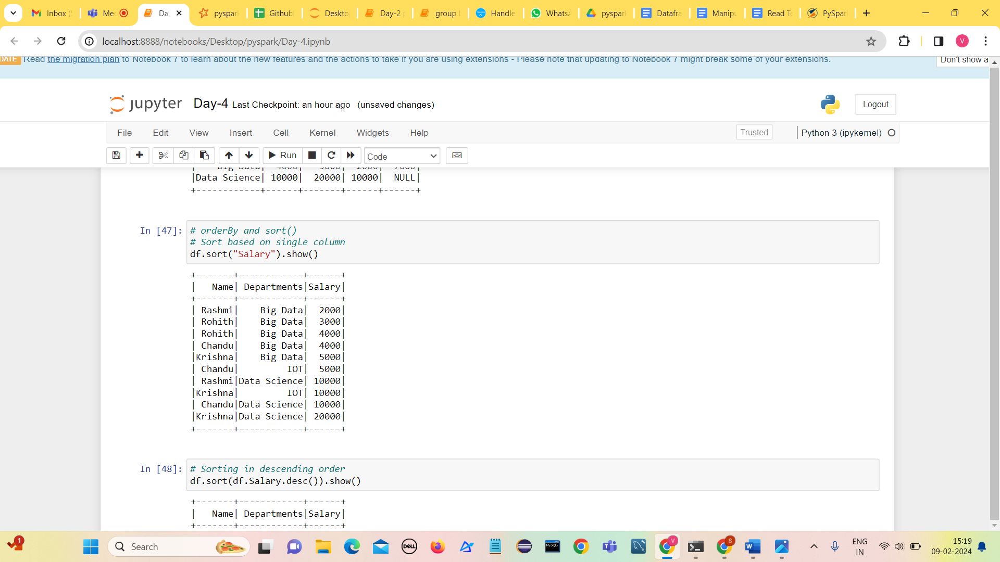 Inbox (
Me
Da
pyspar
Github
Deskto
Day-2
group
Handle
WhatsA
pyspar
Datafra
Manipu
Read Te
PySpar
localhost:8888/notebooks/Desktop/pyspark/Day-4.ipynb
V
DATE Read the migration plan to Notebook 7 to learn about the new features and the actions to take if you are using extensions - Please note that updating to Notebook 7 might break some of your extensions.
Don't show a
jupyter Day-4 Last Checkpoint: an hour ago (unsaved changes)
Logout
File Edit View Insert Cell Kernel Widgets Help
Trusted
Python 3 (ipykernel)
Run
Code
| Big Data| 4000| 5000| 2000| 7000|
|Data Science| 10000| 20000| 10000| NULL|
+------------+------+-------+------+------+
In [47]: # orderBy and sort()
# Sort based on single column
df.sort("Salary").show()
+-------+------------+------+
| Name| Departments|Salary|
+-------+------------+------+
| Rashmi| Big Data| 2000|
| Rohith| Big Data| 3000|
| Rohith| Big Data| 4000|
| Chandu| Big Data| 4000|
|Krishna| Big Data| 5000|
| Chandu| IOT| 5000|
| Rashmi|Data Science| 10000|
|Krishna| IOT| 10000|
| Chandu|Data Science| 10000|
|Krishna|Data Science| 20000|
+-------+------------+------+
In [48]: # Sorting in descending order
df.sort(df.Salary.desc()).show()
+-------+------------+------+
| Name| Departments|Salary|
+-------+------------+------+
1
Search
DELL
MySQL
V
S
W
ENG
IN
15:19
09-02-2024